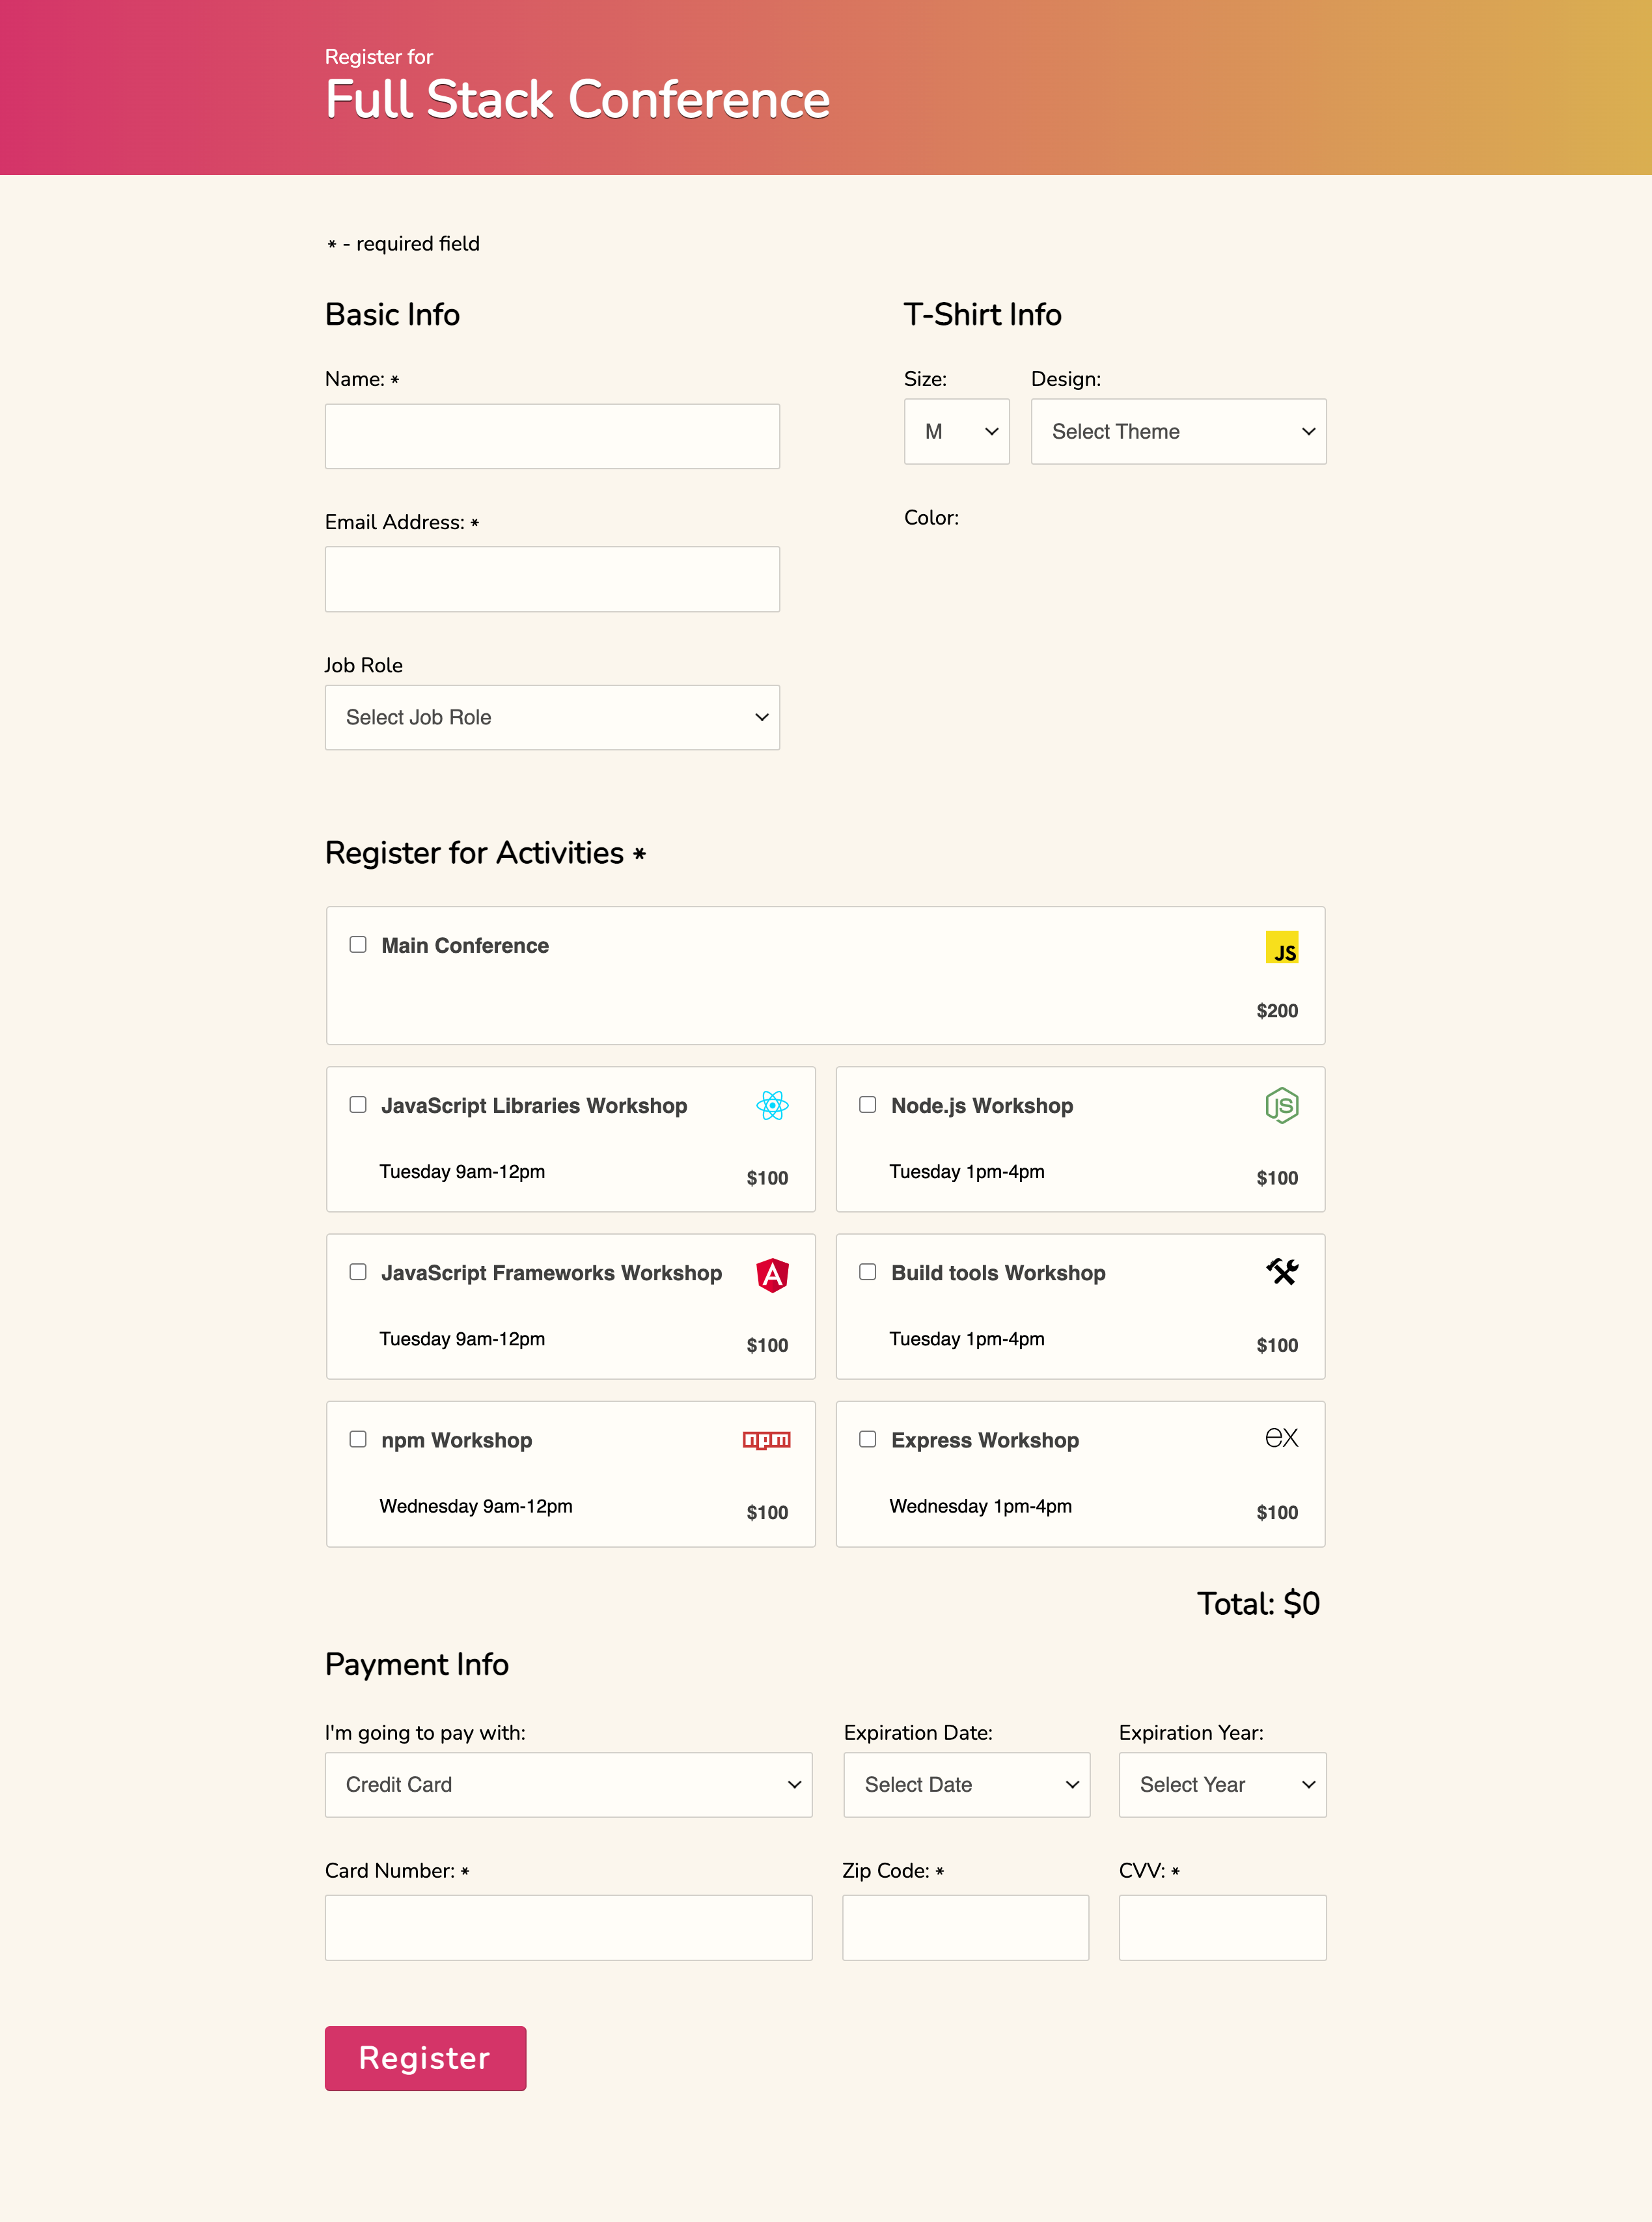 Register for
Full Stack Conference
* - required field
Basic Info
Name: *
Email Address: *
Job Role
Select Job Role
T-Shirt Info
Size:
M
Design:
Select Theme
Color:
Register for Activities *
Main Conference
JS
$200
JavaScript Libraries Workshop
Tuesday 9am-12pm
$100
Node.js Workshop
JS
Tuesday 1pm-4pm
$100
JavaScript Frameworks Workshop
A
Tuesday 9am-12pm
$100
Build tools Workshop
Tuesday 1pm-4pm
$100
npm Workshop
npm
Wednesday 9am-12pm
$100
Express Workshop
ex
Wednesday 1pm-4pm
$100
Total: $0
Payment Info
I'm going to pay with:
Credit Card
Expiration Date:
Select Date
Expiration Year:
Select Year
Card Number: *
Zip Code: *
CVV: *
Register